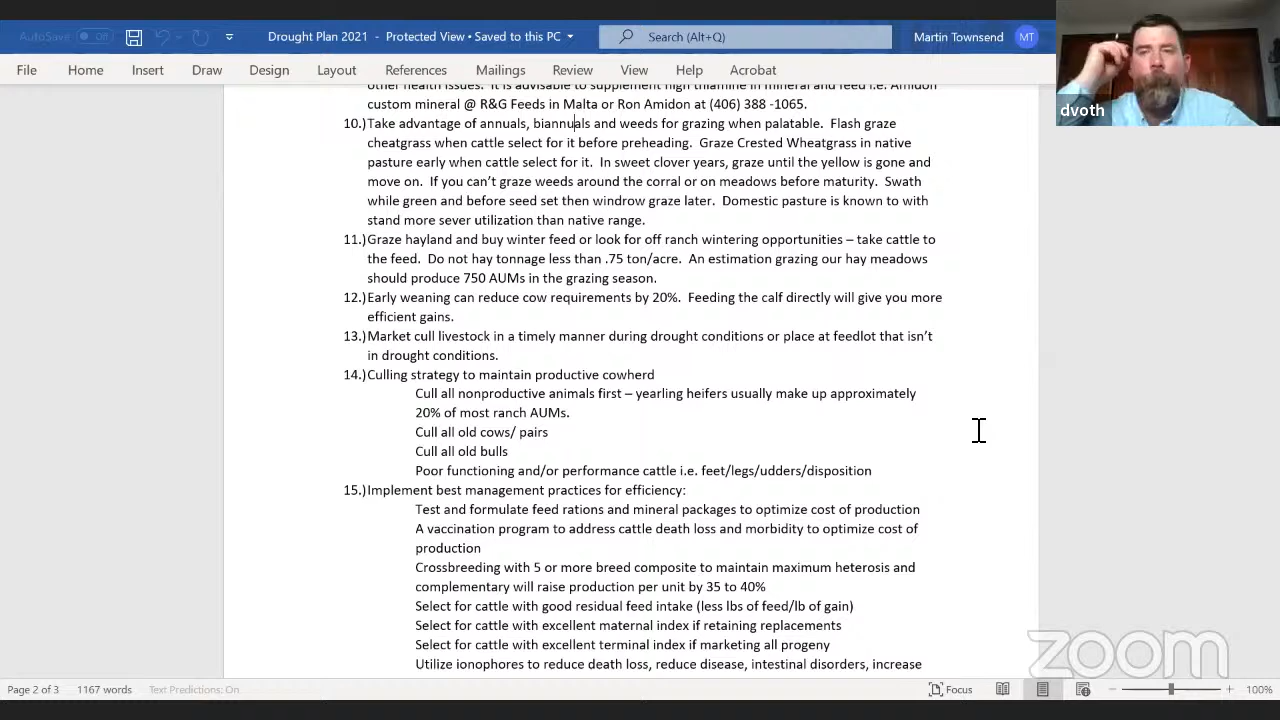 AutoSave Off
Drought Plan 2021 - Protected View • Saved to this PC
Search (Alt+Q)
Martin Townsend MT
dvoth
File Home Insert Draw Design Layout References Mailings Review View Help Acrobat
other health issues. It is advisable to supplement high thiamine in mineral and feed i.e. Amidon
custom mineral @ R&G Feeds in Malta or Ron Amidon at (406) 388 -1065.
10.) Take advantage of annuals, biannuals and weeds for grazing when palatable. Flash graze
cheatgrass when cattle select for it before preheading. Graze Crested Wheatgrass in native
pasture early when cattle select for it. In sweet clover years, graze until the yellow is gone and
move on. If you can’t graze weeds around the corral or on meadows before maturity. Swath
while green and before seed set then windrow graze later. Domestic pasture is known to with
stand more sever utilization than native range.
11.) Graze hayland and buy winter feed or look for off ranch wintering opportunities – take cattle to
the feed. Do not hay tonnage less than .75 ton/acre. An estimation grazing our hay meadows
should produce 750 AUMs in the grazing season.
12.) Early weaning can reduce cow requirements by 20%. Feeding the calf directly will give you more
efficient gains.
13.) Market cull livestock in a timely manner during drought conditions or place at feedlot that isn’t
in drought conditions.
14.) Culling strategy to maintain productive cowherd
Cull all nonproductive animals first – yearling heifers usually make up approximately
20% of most ranch AUMs.
Cull all old cows/ pairs
Cull all old bulls
Poor functioning and/or performance cattle i.e. feet/legs/udders/disposition
15.) Implement best management practices for efficiency:
Test and formulate feed rations and mineral packages to optimize cost of production
A vaccination program to address cattle death loss and morbidity to optimize cost of
production
Crossbreeding with 5 or more breed composite to maintain maximum heterosis and
complementary will raise production per unit by 35 to 40%
Select for cattle with good residual feed intake (less lbs of feed/lb of gain)
Select for cattle with excellent maternal index if retaining replacements
Select for cattle with excellent terminal index if marketing all progeny
Utilize ionophores to reduce death loss, reduce disease, intestinal disorders, increase
zoom
Page 2 of 3 1167 words Text Predictions: On Focus 100%